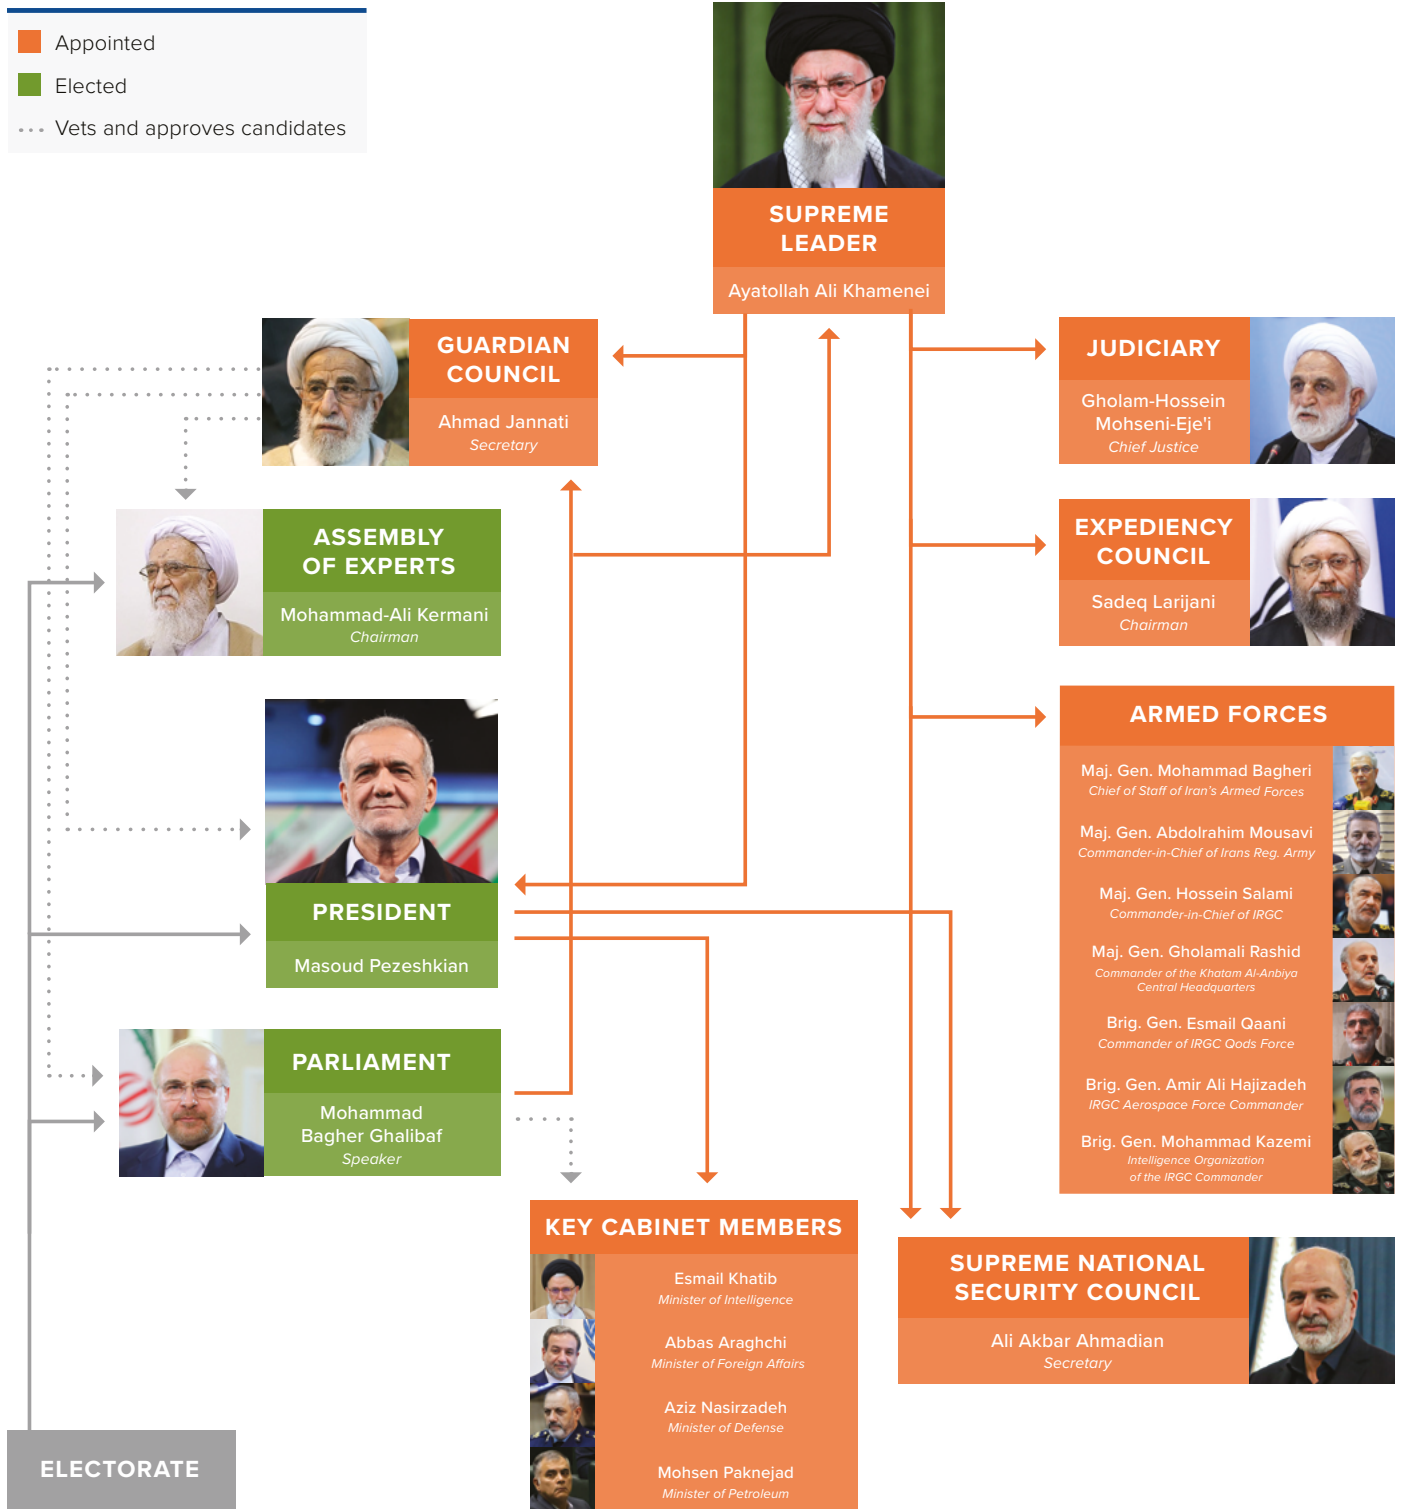 Appointed
Elected
Vets and approves candidates
SUPREME
LEADER
Ayatollah Ali Khamenei
GUARDIAN
COUNCIL
Ahmad Jannati
Secretary
JUDICIARY
Gholam-Hossein
Mohseni-Eje'i
Chief Justice
ASSEMBLY
OF EXPERTS
Mohammad-Ali Kermani
Chairman
EXPEDIENCY
COUNCIL
Sadeq Larijani
Chairman
PRESIDENT
Masoud Pezeshkian
ARMED FORCES
Maj. Gen. Mohammad Bagheri
Chief of Staff of Iran's Armed Forces
Maj. Gen. Abdolrahim Mousavi
Commander-in-Chief of Irans Reg. Army
Maj. Gen. Hossein Salami
Commander-in-Chief of IRGC
Maj. Gen. Gholamali Rashid
Commander of the Khatam Al-Anbiya
Central Headquarters
Brig. Gen. Esmail Qaani
Commander of IRGC Qods Force
Brig. Gen. Amir Ali Hajizadeh
IRGC Aerospace Force Commander
Brig. Gen. Mohammad Kazemi
Intelligence Organization
of the IRGC Commander
PARLIAMENT
Mohammad
Bagher Ghalibaf
Speaker
KEY CABINET MEMBERS
Esmail Khatib
Minister of Intelligence
Abbas Araghchi
Minister of Foreign Affairs
Aziz Nasirzadeh
Minister of Defense
Mohsen Paknejad
Minister of Petroleum
SUPREME NATIONAL
SECURITY COUNCIL
Ali Akbar Ahmadian
Secretary
ELECTORATE